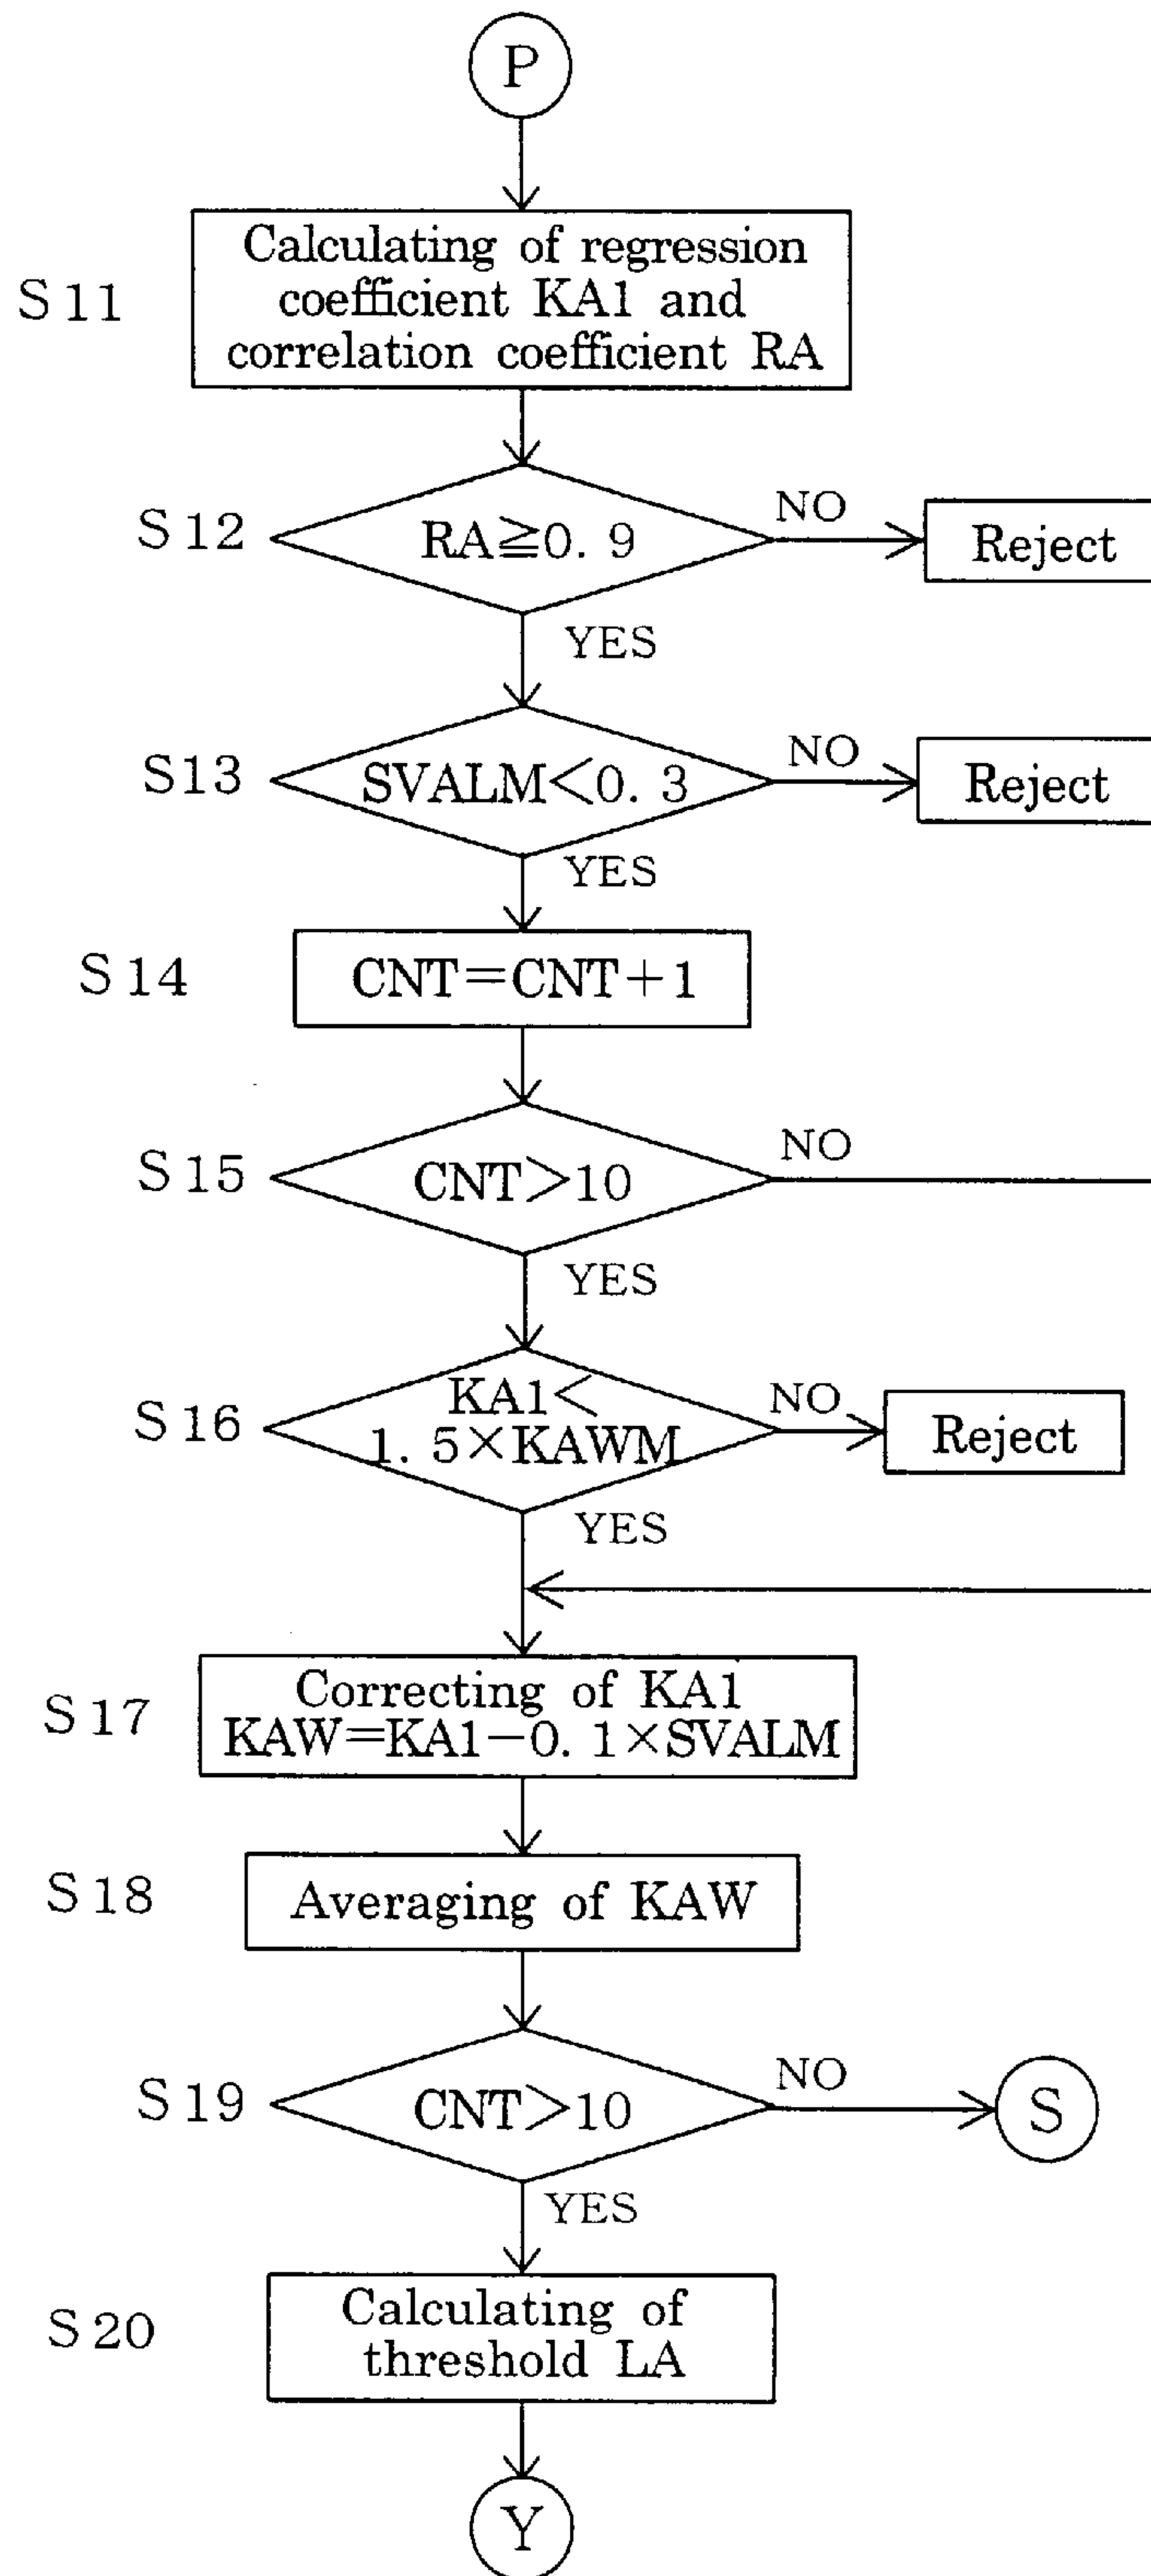 P
S11
Calculating of regression
coefficient KA1 and
correlation coefficient RA
S12
RA≧0. 9
NO
Reject
YES
S13
SVALM<0. 3
NO
Reject
YES
S14
CNT=CNT+1
S15
CNT>10
NO
YES
S16
KA1<
1. 5×KAWM
NO
Reject
YES
S17
Correcting of KA1
KAW=KA1-0. 1×SVALM
S18
Averaging of KAW
S19
CNT>10
NO
S
YES
S20
Calculating of
threshold LA
Y